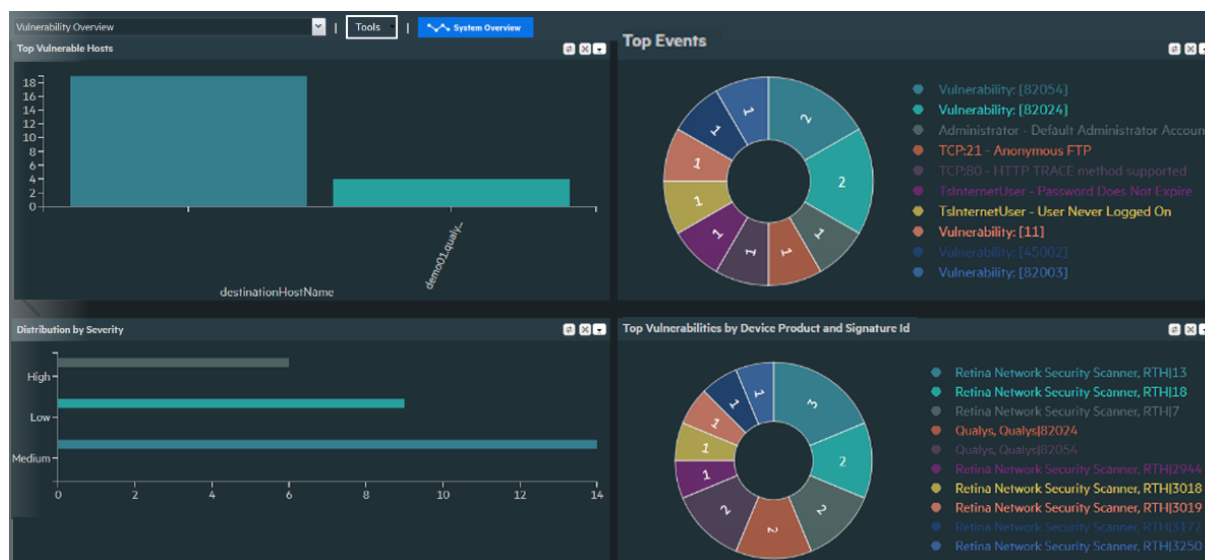 Vulnerability Overview | Tools | System Overview
Top Vulnerable Hosts
18
16
14
12
10
8
6
4
2
0
demo01.qualy...
destinationHostName
Top Events
2
2
1
1
1
1
1
1
1
1
Vulnerability: [82054]
Vulnerability: [82024]
Administrator - Default Administrator Accoun
TCP:21 - Anonymous FTP
TCP:80 - HTTP TRACE method supported
TsInternetUser - Password Does Not Expire
TsInternetUser - User Never Logged On
Vulnerability: [11]
Vulnerability: [45002]
Vulnerability: [82003]
Distribution by Severity
High
Low
Medium
0 2 4 6 8 10 12 14
Top Vulnerabilities by Device Product and Signature Id
3
2
2
2
2
1
1
1
1
1
Retina Network Security Scanner, RTH|13
Retina Network Security Scanner, RTH|18
Retina Network Security Scanner, RTH|7
Qualys, Qualys|82024
Qualys, Qualys|82054
Retina Network Security Scanner, RTH|2944
Retina Network Security Scanner, RTH|3018
Retina Network Security Scanner, RTH|3019
Retina Network Security Scanner, RTH|3172
Retina Network Security Scanner, RTH|3250